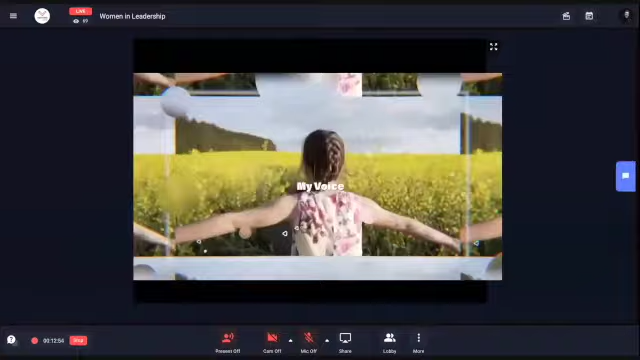 LIVE
69
Women in Leadership
My Voice
00:12:54
Stop
Present Off
Cam Off
Mic Off
Share
Lobby
More